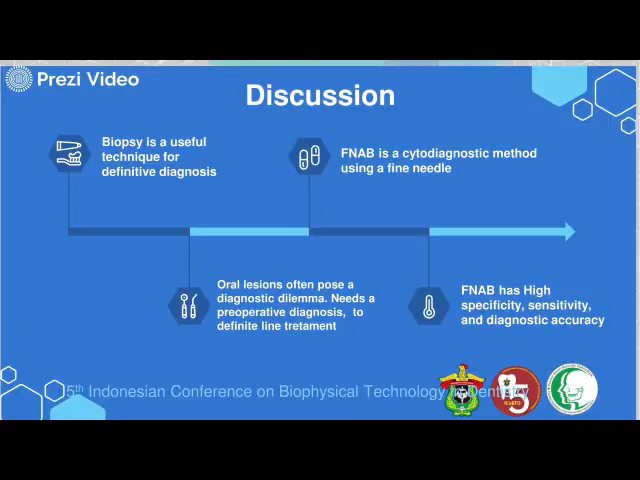 Prezi Video
Discussion
Biopsy is a useful
technique for
definitive diagnosis
FNAB is a cytodiagnostic method
using a fine needle
Oral lesions often pose a
diagnostic dilemma. Needs a
preoperative diagnosis, to
definite line tretament
FNAB has High
specificity, sensitivity,
and diagnostic accuracy
5th Indonesian Conference on Biophysical Technology in Dentistry